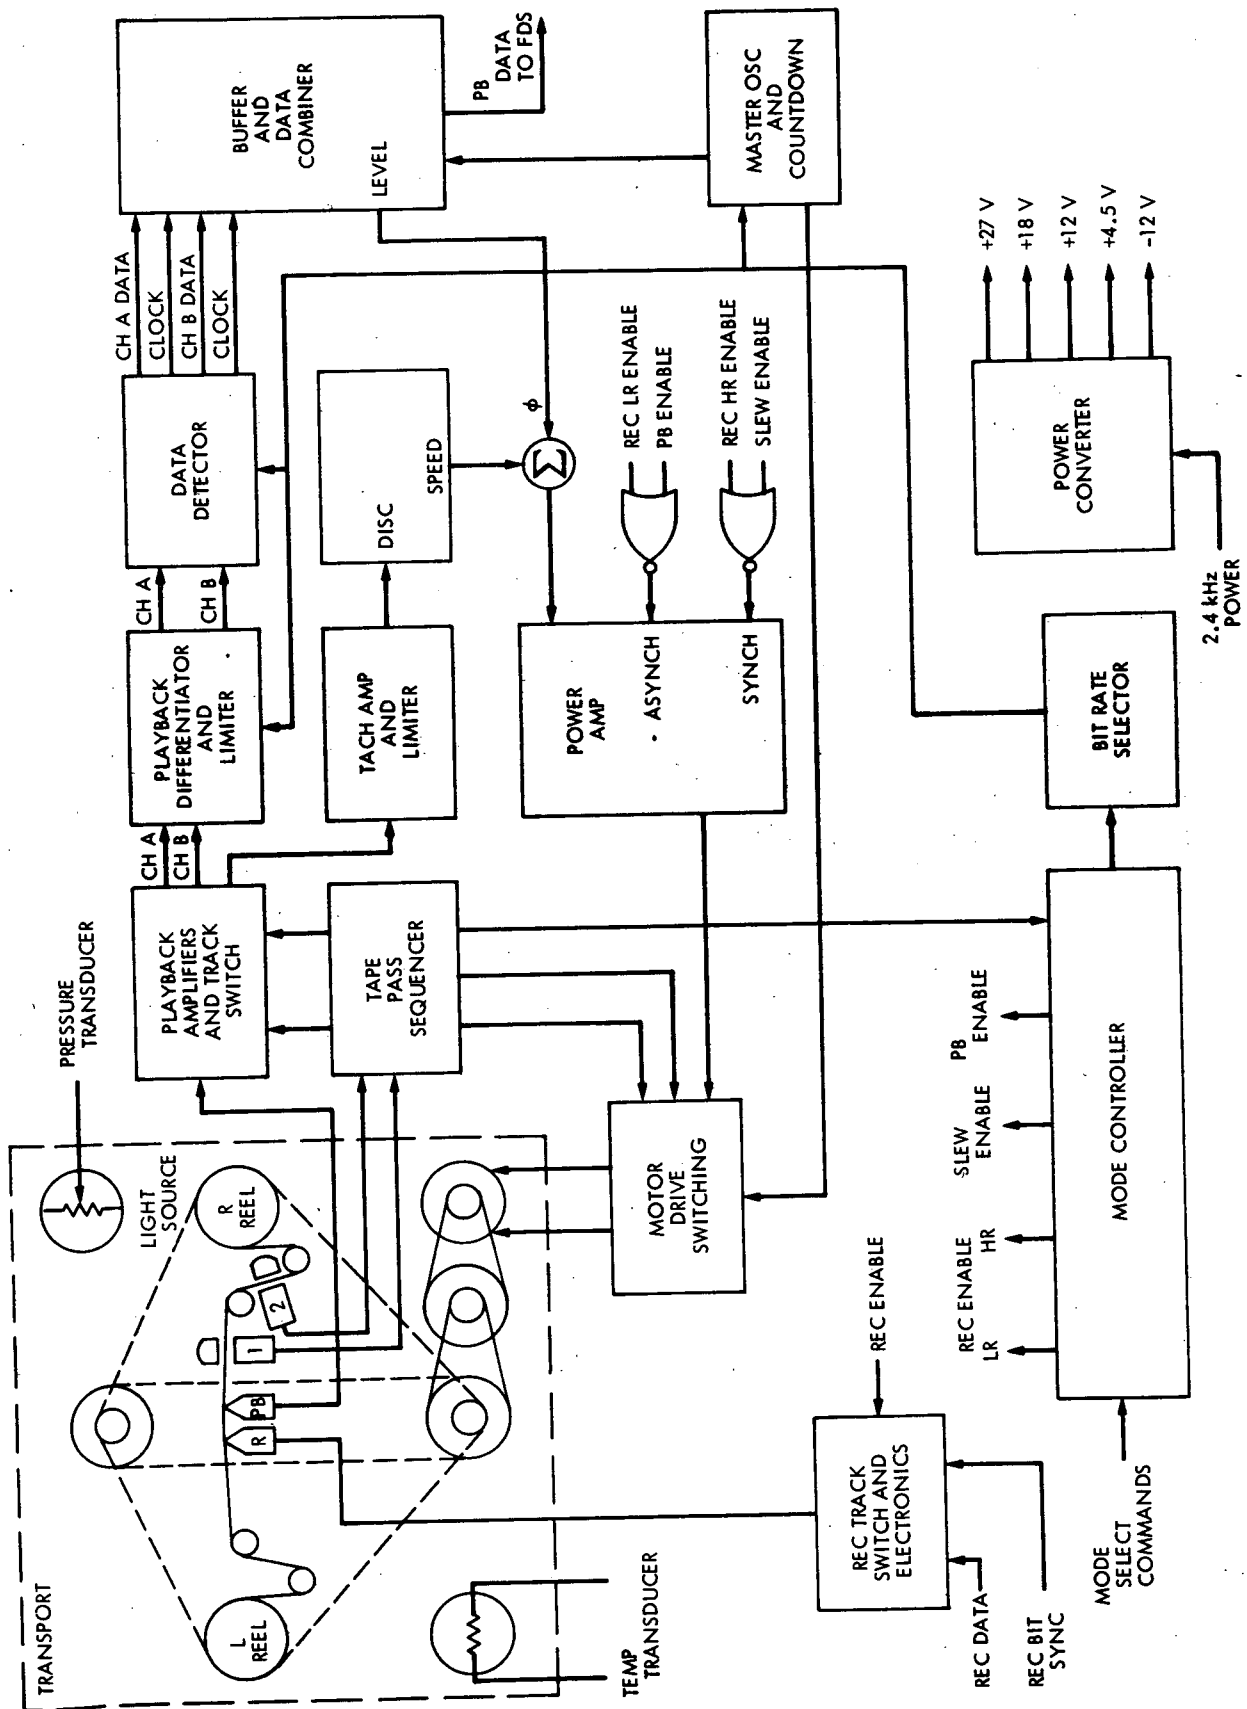 TRANSPORT
L
REEL
R
REEL
LIGHT
SOURCE
PRESSURE
TRANSDUCER
R
PB
1
2
TEMP
TRANSDUCER
PLAYBACK
AMPLIFIERS
AND TRACK
SWITCH
CH A
CH B
PLAYBACK
DIFFERENTIATOR
AND
LIMITER
CH A
CH B
DATA
DETECTOR
CH A DATA
CLOCK
CH B DATA
CLOCK
BUFFER
AND
DATA
COMBINER
LEVEL
PB
DATA
TO FDS
TAPE
PASS
SEQUENCER
TACH AMP
AND
LIMITER
DISC
SPEED
Σ
ϕ
POWER
AMP
ASYNCH
SYNCH
REC LR ENABLE
PB ENABLE
REC HR ENABLE
SLEW ENABLE
MASTER OSC
AND
COUNTDOWN
MOTOR
DRIVE
SWITCHING
REC ENABLE
REC TRACK
SWITCH AND
ELECTRONICS
REC DATA
REC BIT
SYNC
MODE
SELECT
COMMANDS
MODE CONTROLLER
REC ENABLE
LR
HR
SLEW
ENABLE
PB
ENABLE
BIT RATE
SELECTOR
2.4 kHz
POWER
POWER
CONVERTER
+27 V
+18 V
+12 V
+4.5 V
-12 V